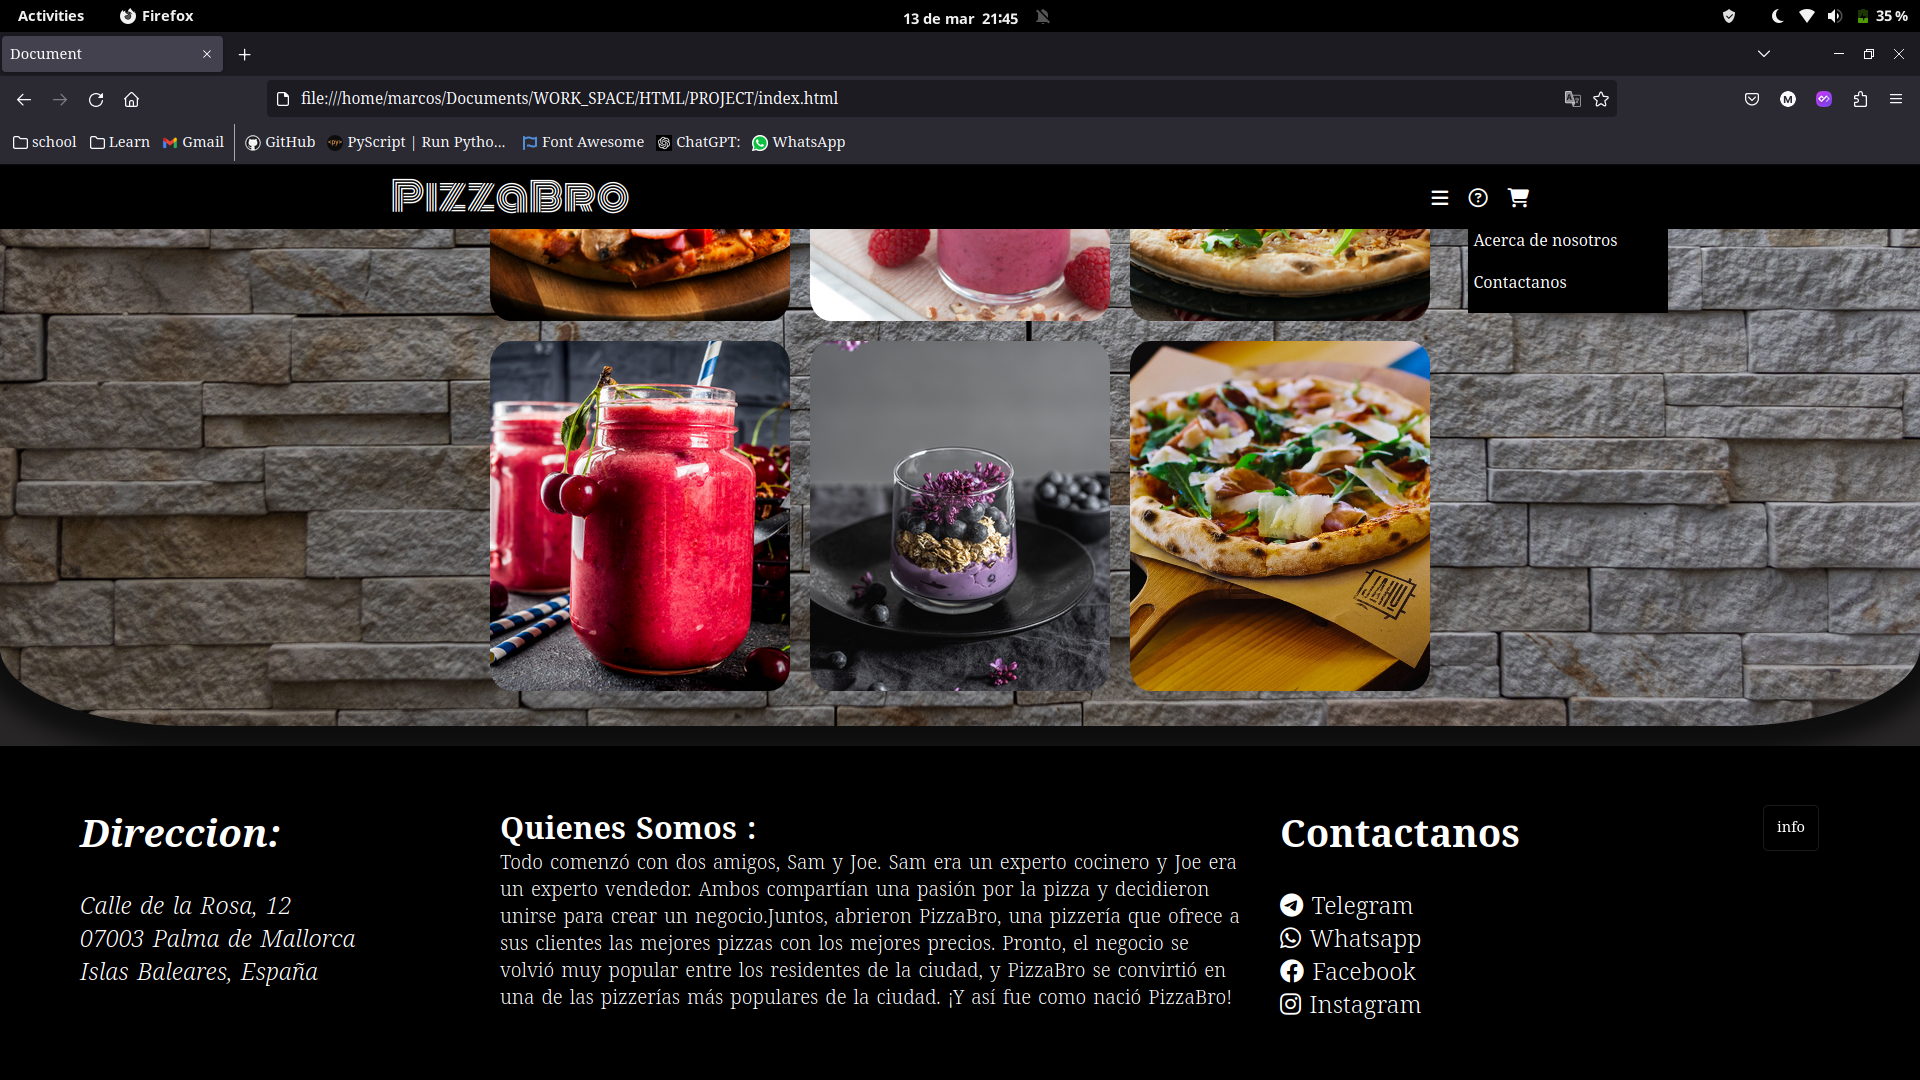 Activities
Firefox
13 de mar 21:45
35 %
Document
file:///home/marcos/Documents/WORK_SPACE/HTML/PROJECT/index.html
M
school
Learn
Gmail
GitHub
PyScript | Run Pytho...
Font Awesome
ChatGPT:
WhatsApp
PizzaBro
Acerca de nosotros
Contactanos
JAHU
Direccion:
Calle de la Rosa, 12
07003 Palma de Mallorca
Islas Baleares, España
Quienes Somos :
Todo comenzó con dos amigos, Sam y Joe. Sam era un experto cocinero y Joe era
un experto vendedor. Ambos compartían una pasión por la pizza y decidieron
unirse para crear un negocio.Juntos, abrieron PizzaBro, una pizzería que ofrece a
sus clientes las mejores pizzas con los mejores precios. Pronto, el negocio se
volvió muy popular entre los residentes de la ciudad, y PizzaBro se convirtió en
una de las pizzerías más populares de la ciudad. ¡Y así fue como nació PizzaBro!
Contactanos
Telegram
Whatsapp
Facebook
Instagram
info